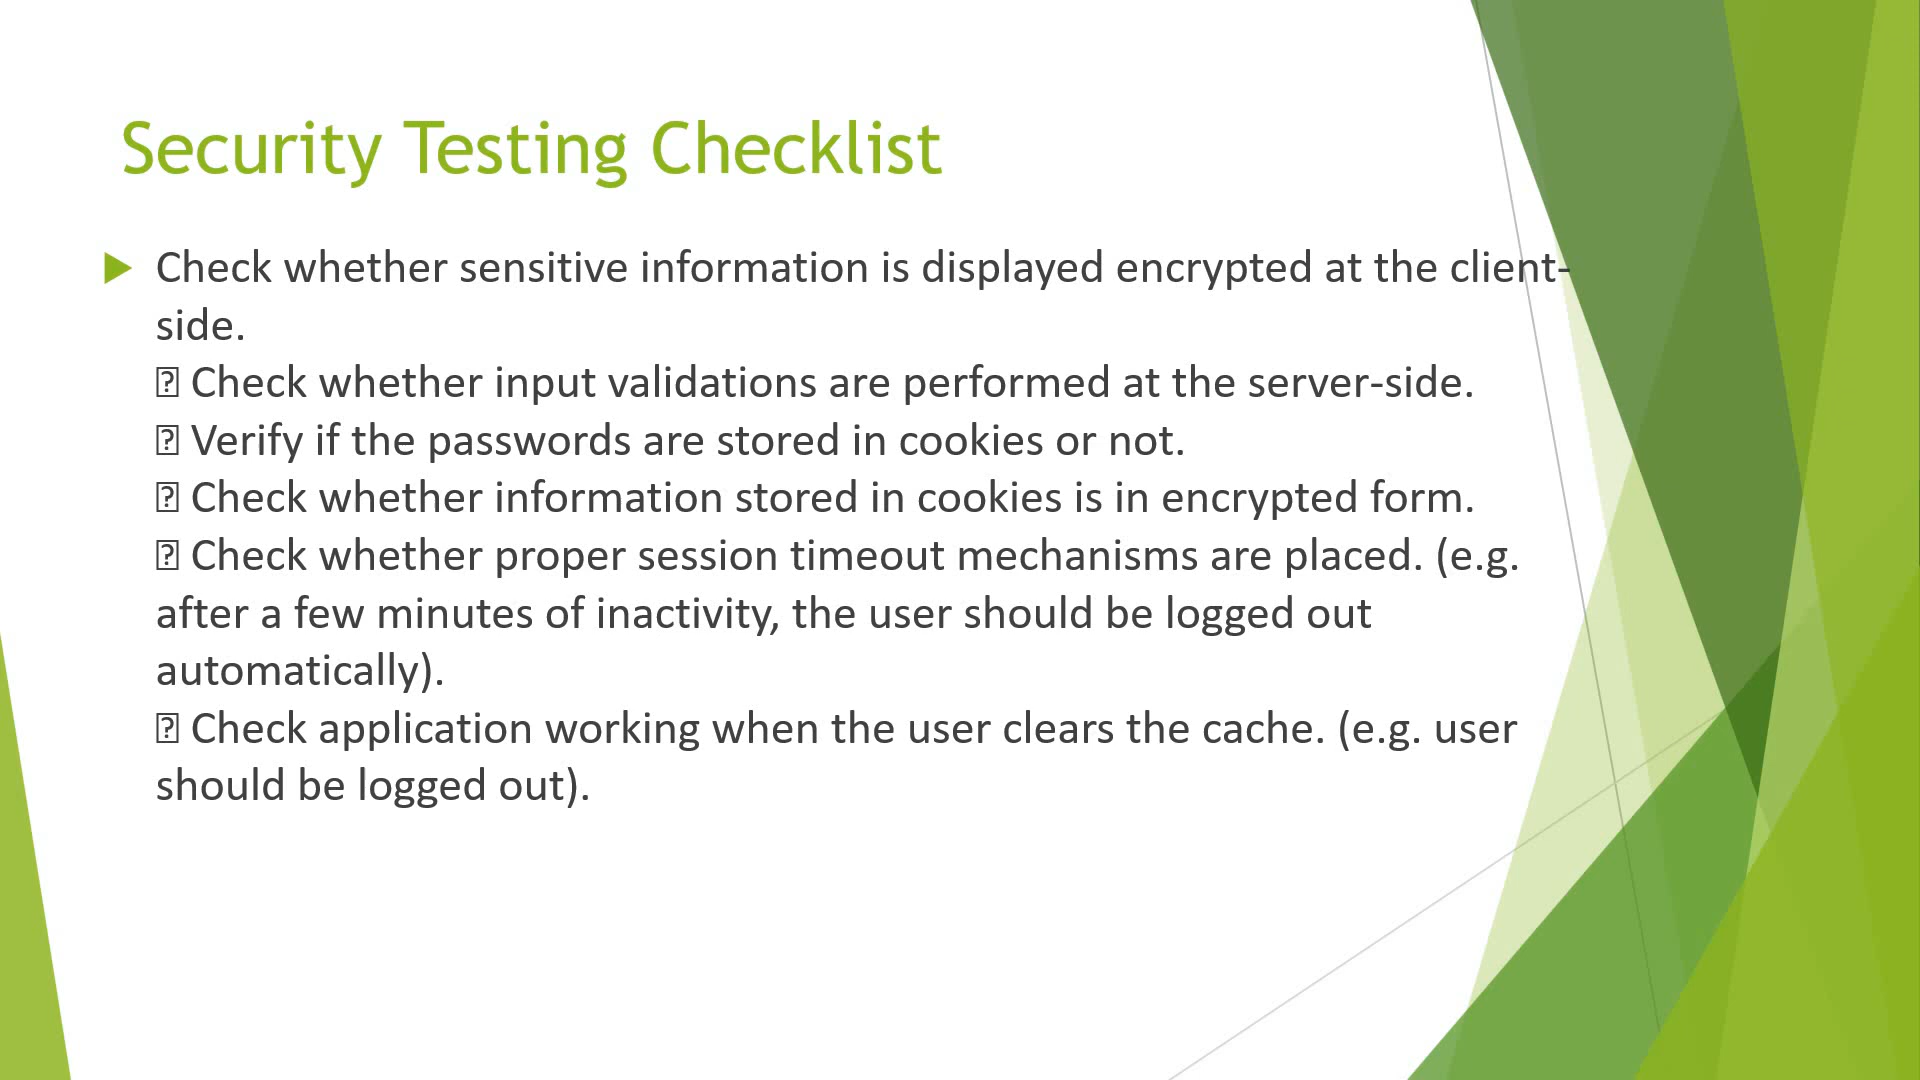 Security Testing Checklist
Check whether sensitive information is displayed encrypted at the client-
side.
⍰ Check whether input validations are performed at the server-side.
⍰ Verify if the passwords are stored in cookies or not.
⍰ Check whether information stored in cookies is in encrypted form.
⍰ Check whether proper session timeout mechanisms are placed. (e.g.
after a few minutes of inactivity, the user should be logged out
automatically).
⍰ Check application working when the user clears the cache. (e.g. user
should be logged out).